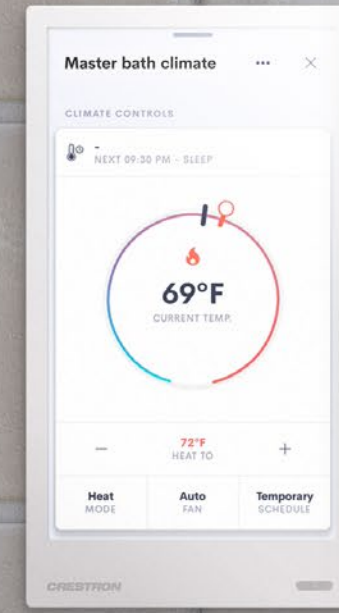 Master bath climate
CLIMATE CONTROLS
-
NEXT 09:30 PM - SLEEP
69°F
CURRENT TEMP.
− 72°F +
HEAT TO
Heat Auto Temporary
MODE FAN SCHEDULE
CRESTRON